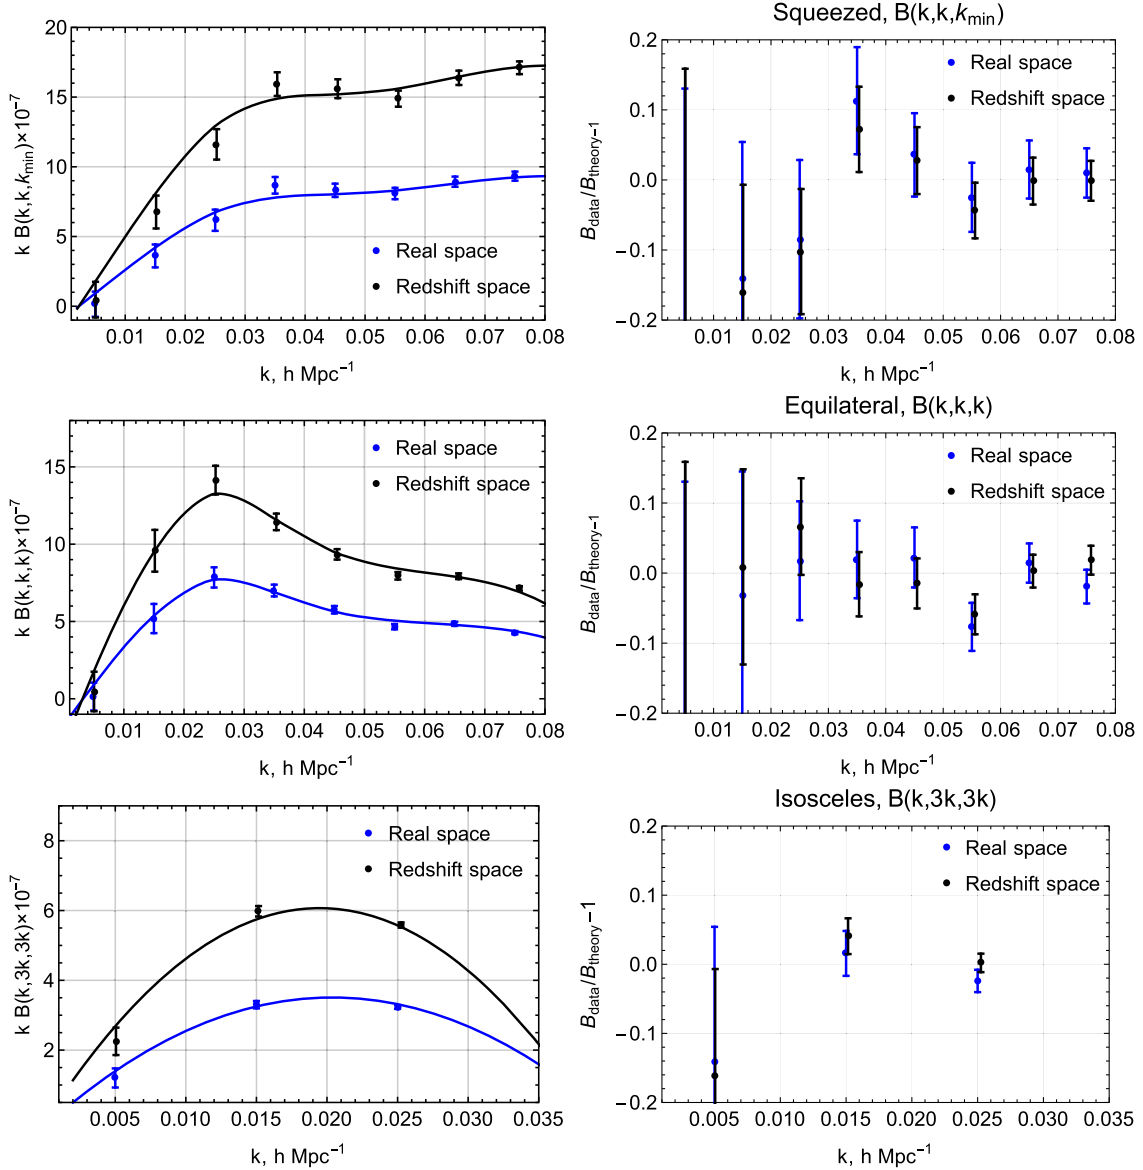 Squeezed, B(k,k,kmin)
k B(k,k,kmin)×10⁻⁷
20
15
10
5
0
Real space
Redshift space
0.01 0.02 0.03 0.04 0.05 0.06 0.07 0.08
k, h Mpc⁻¹
Bdata/Btheory−1
0.2
0.1
0.0
−0.1
−0.2
Real space
Redshift space
0.01 0.02 0.03 0.04 0.05 0.06 0.07 0.08
k, h Mpc⁻¹
Equilateral, B(k,k,k)
k B(k,k,k)×10⁻⁷
15
10
5
0
Real space
Redshift space
0.01 0.02 0.03 0.04 0.05 0.06 0.07 0.08
k, h Mpc⁻¹
Bdata/Btheory−1
0.2
0.1
0.0
−0.1
−0.2
Real space
Redshift space
0.01 0.02 0.03 0.04 0.05 0.06 0.07 0.08
k, h Mpc⁻¹
Isosceles, B(k,3k,3k)
k B(k,3k,3k)×10⁻⁷
8
6
4
2
Real space
Redshift space
0.005 0.010 0.015 0.020 0.025 0.030 0.035
k, h Mpc⁻¹
Bdata/Btheory−1
0.2
0.1
0.0
−0.1
−0.2
Real space
Redshift space
0.005 0.010 0.015 0.020 0.025 0.030 0.035
k, h Mpc⁻¹